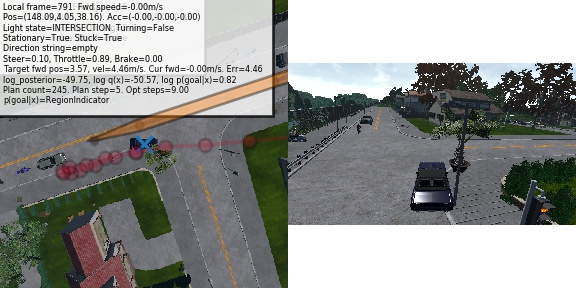 Local frame=791. Fwd speed=-0.00m/s
Pos=(148.09,4.05,38.16). Acc=(-0.00,-0.00,-0.00)
Light state=INTERSECTION, Turning=False
Stationary=True. Stuck=True
Direction string=empty
Steer=0.10, Throttle=0.89, Brake=0.00
Target fwd pos=3.57, vel=4.46m/s. Cur fwd=-0.00m/s. Err=4.46
log_posterior=-49.75, log q(x)=-50.57, log p(goal|x)=0.82
Plan count=245. Plan step=5. Opt steps=9.00
p(goal|x)=RegionIndicator